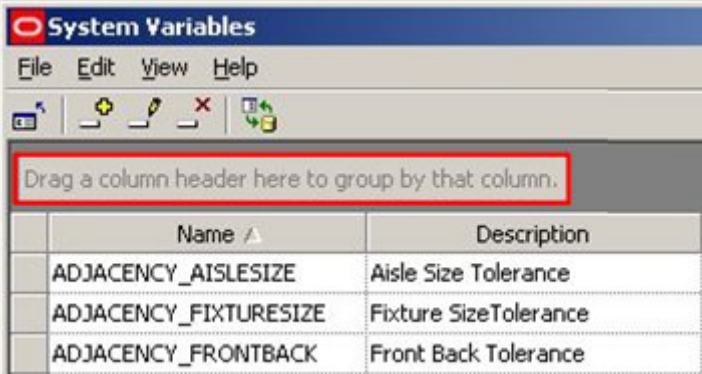 System Variables
File Edit View Help
Drag a column header here to group by that column.
Name Description
ADJACENCY_AISLESIZE Aisle Size Tolerance
ADJACENCY_FIXTURESIZE Fixture SizeTolerance
ADJACENCY_FRONTBACK Front Back Tolerance